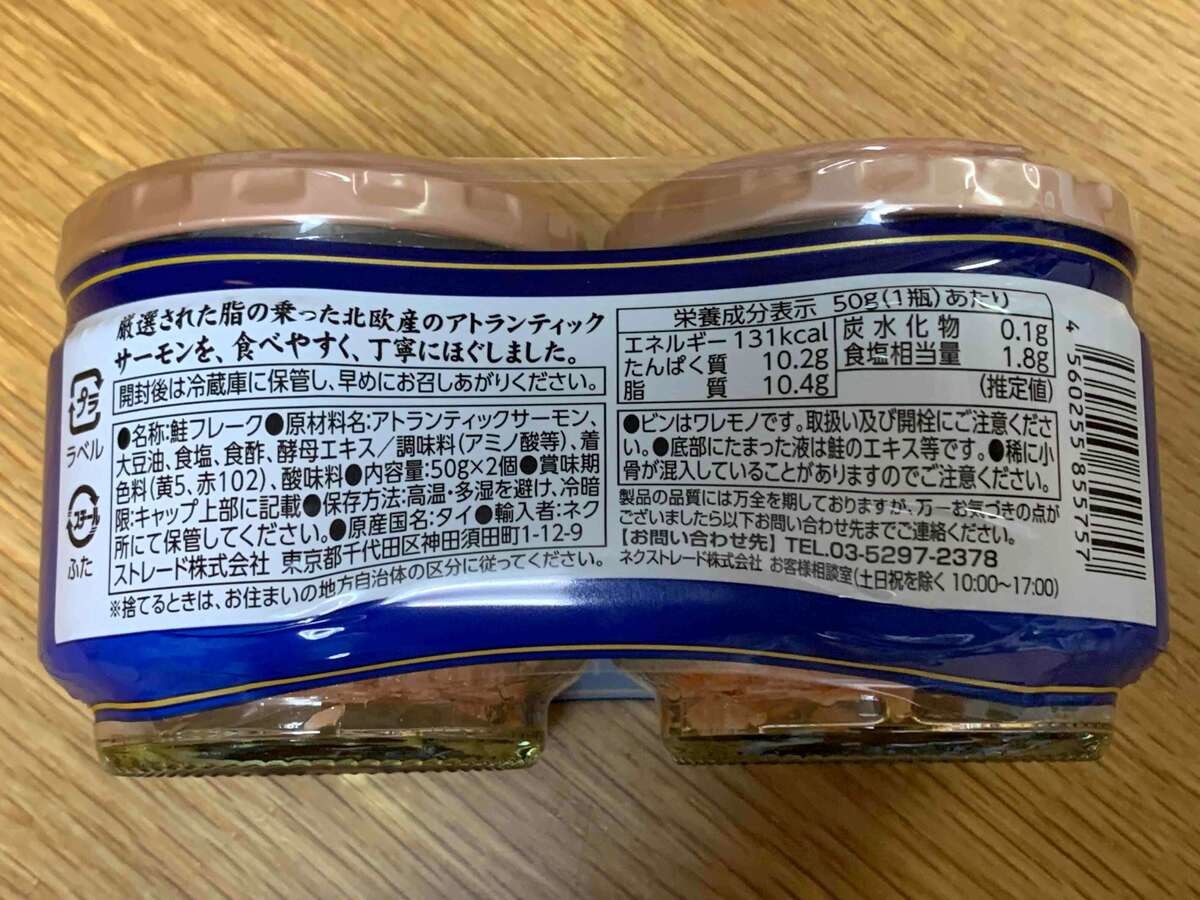 厳選された脂の乗った北欧産のアトランティック
サーモンを、食べやすく、丁寧にほぐしました。
開封後は冷蔵庫に保管し、早めにお召しあがりください。
プラ
ラベル
スチール
ふた
●名称:鮭フレーク●原材料名:アトランティックサーモン、
大豆油、食塩、食酢、酵母エキス/調味料(アミノ酸等)、着
色料(黄5、赤102)、酸味料●内容量:50g×2個●賞味期
限:キャップ上部に記載●保存方法:高温・多湿を避け、冷暗
所にて保管してください。●原産国名:タイ●輸入者:ネク
ストレード株式会社 東京都千代田区神田須田町1-12-9
※捨てるときは、お住まいの地方自治体の区分に従ってください。
栄養成分表示 50g(1瓶)あたり
エネルギー 131kcal
たんぱく質 10.2g
脂質 10.4g
炭水化物 0.1g
食塩相当量 1.8g
(推定値)
●ビンはワレモノです。取扱い及び開栓にご注意くださ
い。●底部にたまった液は鮭のエキス等です。●稀に小
骨が混入していることがありますのでご注意ください。
製品の品質には万全を期しておりますが、万一お気づきの点が
ございましたら以下お問い合わせ先までご連絡ください。
【お問い合わせ先】TEL.03-5297-2378
ネクストレード株式会社 お客様相談室(土日祝を除く 10:00~17:00)
4 560255 855757